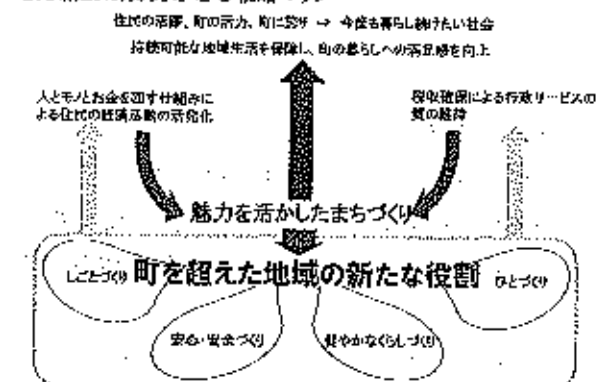 住民の活躍、町の活力、町に誇り → 今後も暮らし続けたい社会
持続可能な地域生活を保障し、町の暮らしへの満足感を向上
人とモノとお金を回す仕組みに
よる住民の経済活動の活発化
税収確保による行政サービスの
質の維持
魅力を活かしたまちづくり
町を超えた地域の新たな役割
しごとづくり
ひとづくり
安心・安全づくり
健やかなくらしづくり